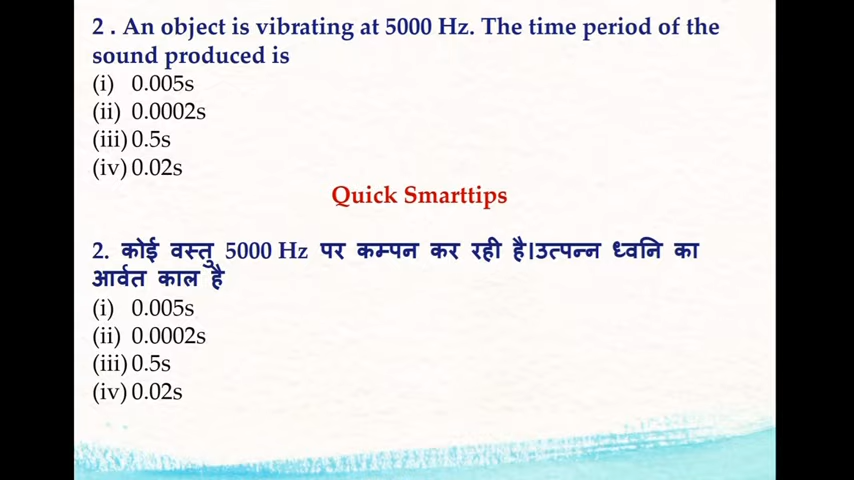 2 . An object is vibrating at 5000 Hz. The time period of the
sound produced is
(i) 0.005s
(ii) 0.0002s
(iii) 0.5s
(iv) 0.02s
Quick Smarttips
2. कोई वस्तु 5000 Hz पर कम्पन कर रही है।उत्पन्न ध्वनि का
आर्वत काल है
(i) 0.005s
(ii) 0.0002s
(iii) 0.5s
(iv) 0.02s